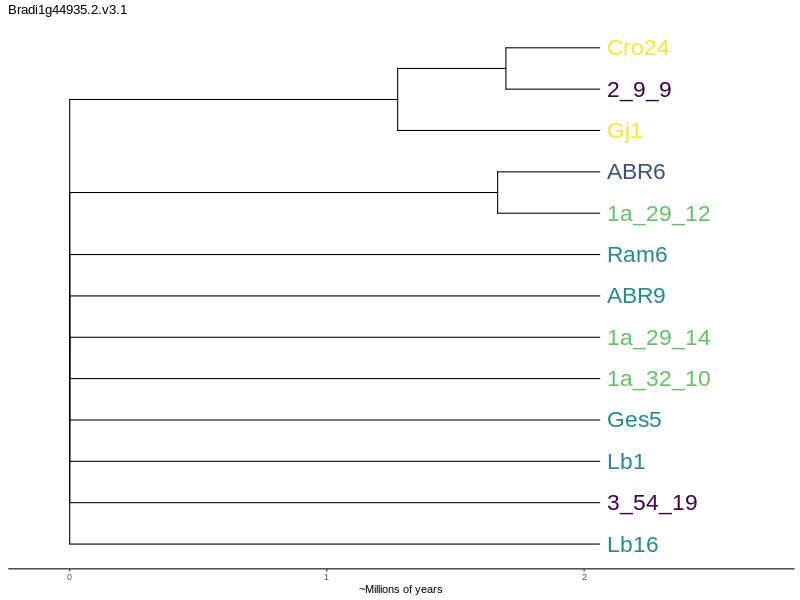 Bradi1g44935.2.v3.1
Cro24
2_9_9
Gj1
ABR6
1a_29_12
Ram6
ABR9
1a_29_14
1a_32_10
Ges5
Lb1
3_54_19
Lb16
0 1 2
~Millions of years